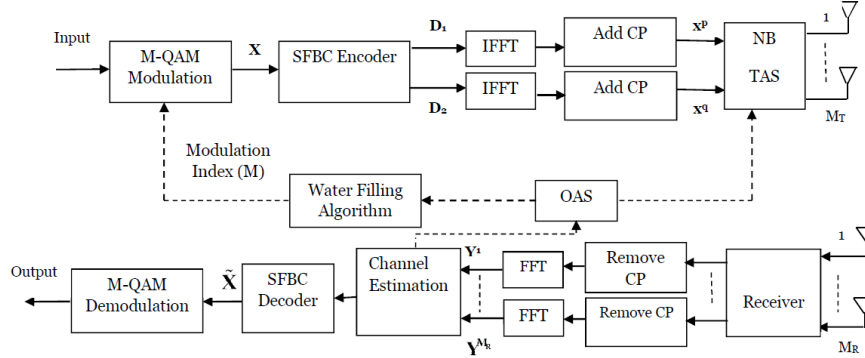 Input
M-QAM
Modulation
X
SFBC Encoder
D₁
D₂
IFFT
IFFT
Add CP
Add CP
xᵖ
x^q
NB
TAS
1
M_T
Modulation
Index (M)
Water Filling
Algorithm
OAS
Output
M-QAM
Demodulation
X̃
SFBC
Decoder
Channel
Estimation
Y¹
Y^{M_R}
FFT
FFT
Remove
CP
Remove CP
Receiver
1
M_R